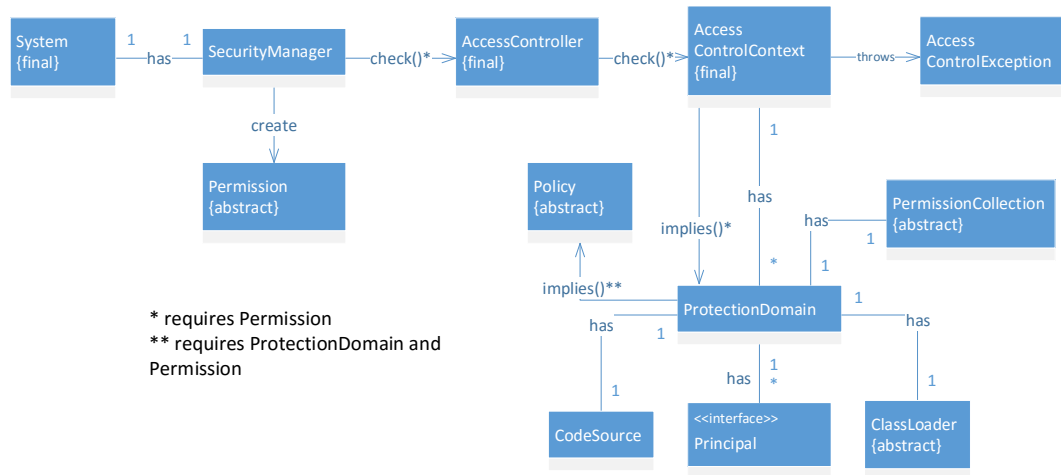 System
{final}
1
has
1
SecurityManager
check()*
AccessController
{final}
check()*
Access
ControlContext
{final}
throws
Access
ControlException
create
Permission
{abstract}
Policy
{abstract}
1
has
*
implies()*
PermissionCollection
{abstract}
has
1
1
implies()**
ProtectionDomain
* requires Permission
** requires ProtectionDomain and
Permission
has
1
1
CodeSource
1
has
*
<<interface>>
Principal
1
has
1
ClassLoader
{abstract}